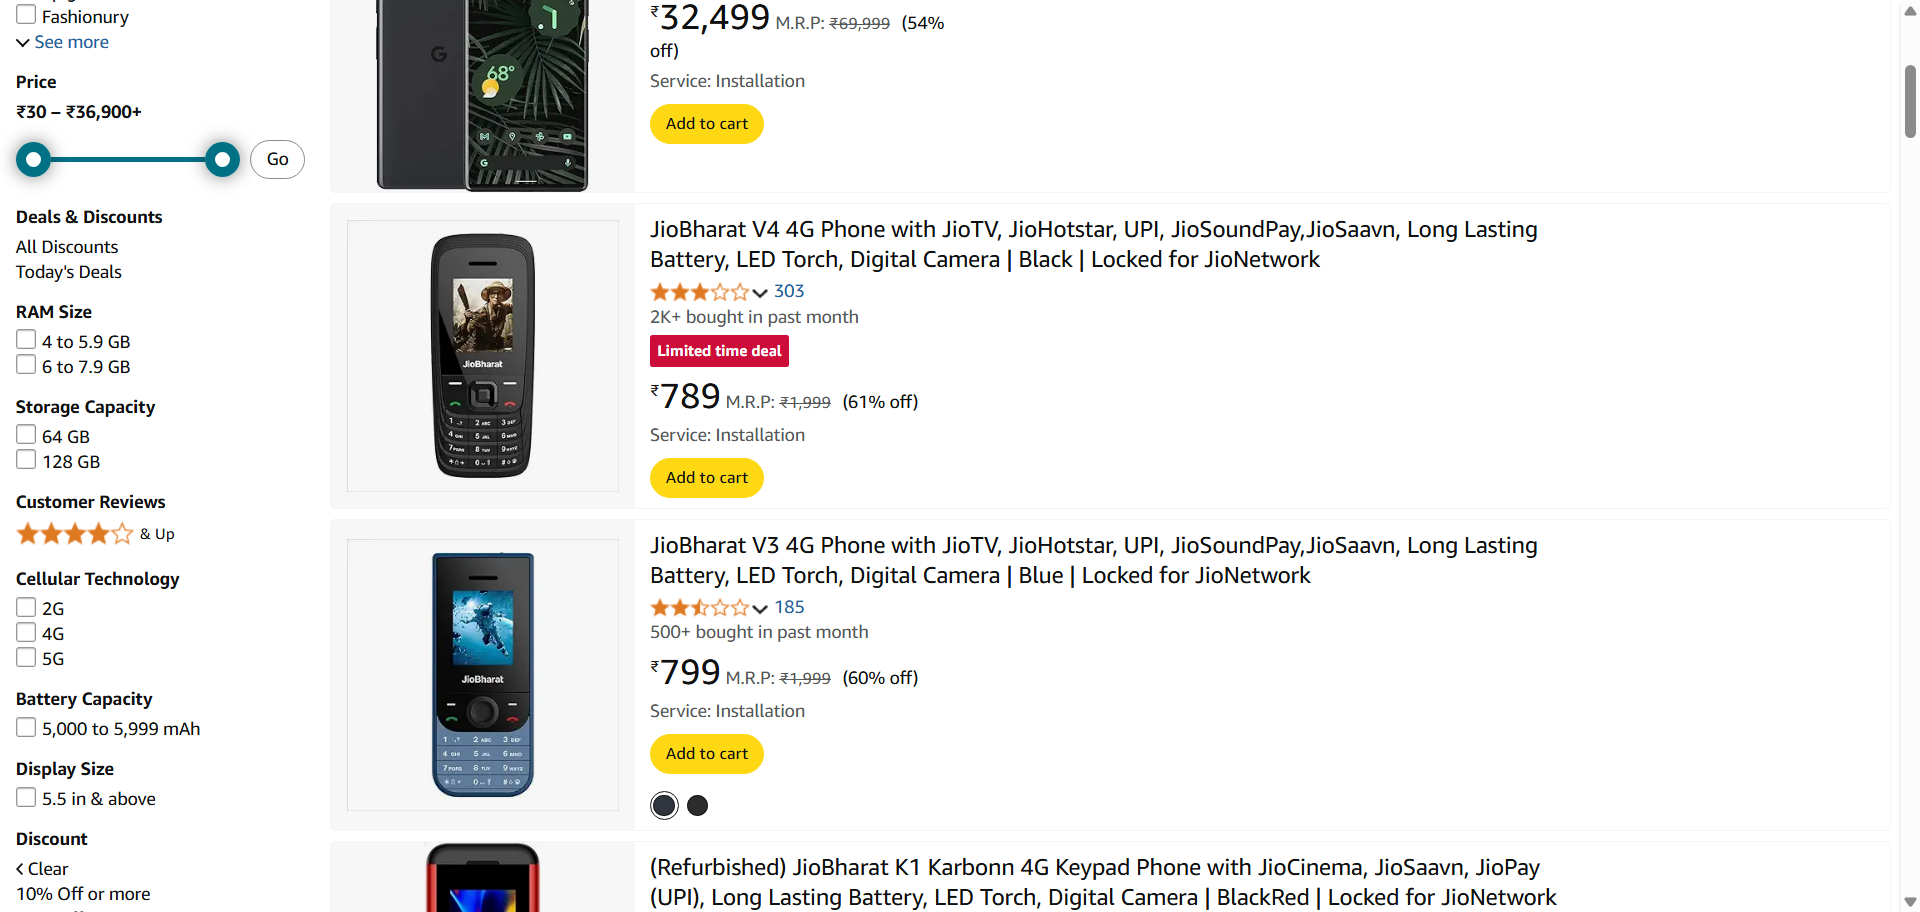 Fashionury
See more
Price
₹30 – ₹36,900+
Go
Deals & Discounts
All Discounts
Today's Deals
RAM Size
4 to 5.9 GB
6 to 7.9 GB
Storage Capacity
64 GB
128 GB
Customer Reviews
& Up
Cellular Technology
2G
4G
5G
Battery Capacity
5,000 to 5,999 mAh
Display Size
5.5 in & above
Discount
Clear
10% Off or more
G
68°
G
₹32,499 M.R.P: ₹69,999 (54%
off)
Service: Installation
Add to cart
JioBharat
JioBharat V4 4G Phone with JioTV, JioHotstar, UPI, JioSoundPay,JioSaavn, Long Lasting
Battery, LED Torch, Digital Camera | Black | Locked for JioNetwork
303
2K+ bought in past month
Limited time deal
₹789 M.R.P: ₹1,999 (61% off)
Service: Installation
Add to cart
JioBharat
JioBharat V3 4G Phone with JioTV, JioHotstar, UPI, JioSoundPay,JioSaavn, Long Lasting
Battery, LED Torch, Digital Camera | Blue | Locked for JioNetwork
185
500+ bought in past month
₹799 M.R.P: ₹1,999 (60% off)
Service: Installation
Add to cart
(Refurbished) JioBharat K1 Karbonn 4G Keypad Phone with JioCinema, JioSaavn, JioPay
(UPI), Long Lasting Battery, LED Torch, Digital Camera | BlackRed | Locked for JioNetwork